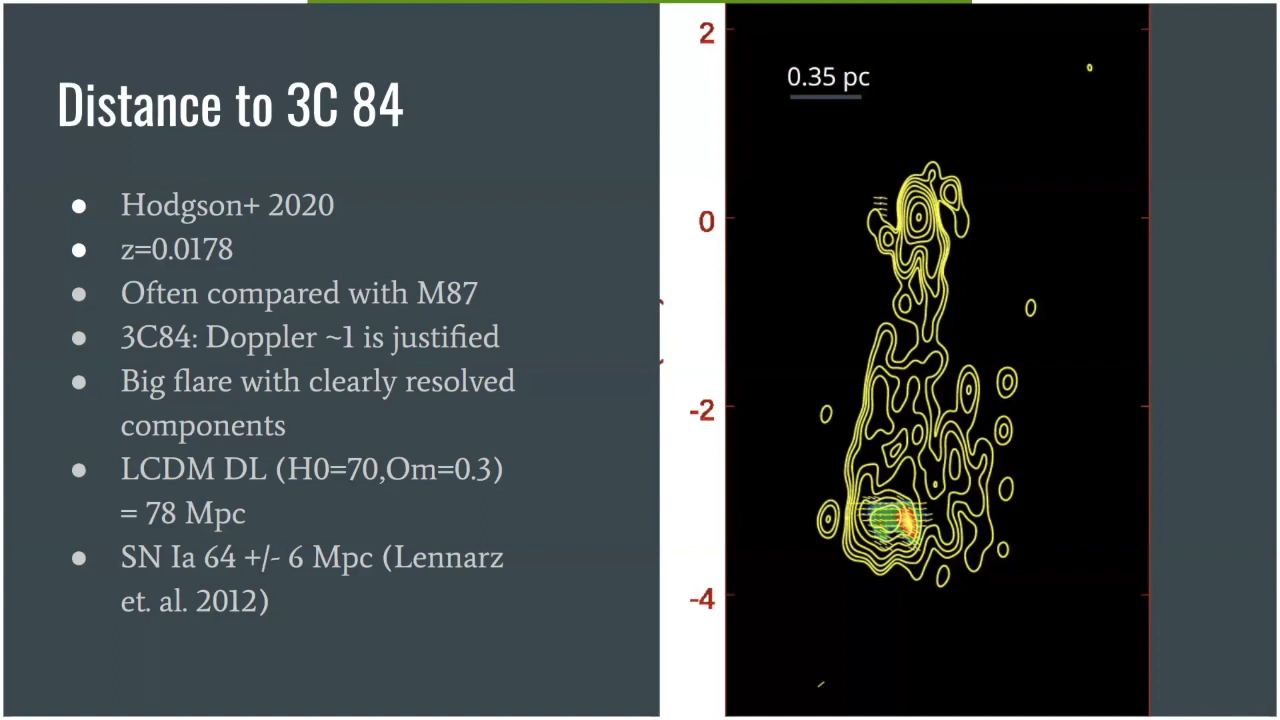 Distance to 3C 84
● Hodgson+ 2020
● z=0.0178
● Often compared with M87
● 3C84: Doppler ~1 is justified
● Big flare with clearly resolved
components
● LCDM DL (H0=70,Om=0.3)
= 78 Mpc
● SN Ia 64 +/- 6 Mpc (Lennarz
et. al. 2012)
2
0.35 pc
0
-2
-4